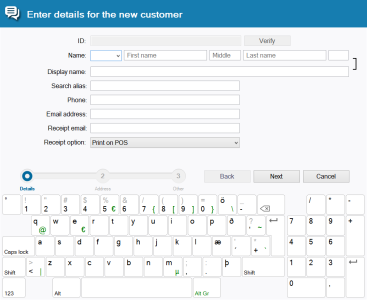 Enter details for the new customer
ID: Verify
Name: First name Middle Last name
Display name:
Search alias:
Phone:
Email address:
Receipt email:
Receipt option: Print on POS
1 2 3
Details Address Other
Back Next Cancel
° ! 1 " 2 # 3 $ 4 % 5 € & 6 / 7 { ( 8 [ ) 9 ] = 0 } ö \ _ - / * -
q @ w e € r t y u i o p ð ? ' ~ 7 8 9 +
Caps lock a s d f g h j k l æ ' * + ` 4 5 6
Shift > < | z x c v b n m µ ; , : . þ Shift 1 2 3
123 Alt Alt Gr 0 .